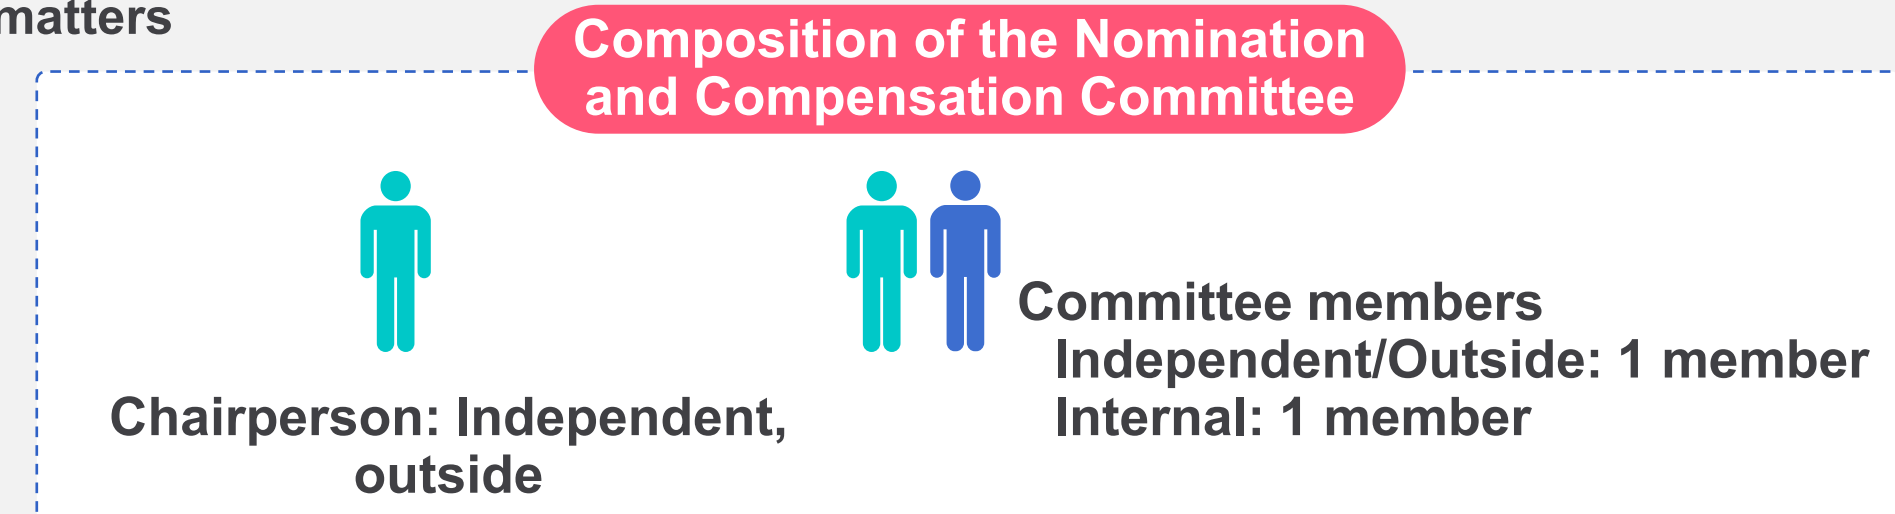 matters
Composition of the Nomination
and Compensation Committee
Chairperson: Independent,
outside
Committee members
Independent/Outside: 1 member
Internal: 1 member